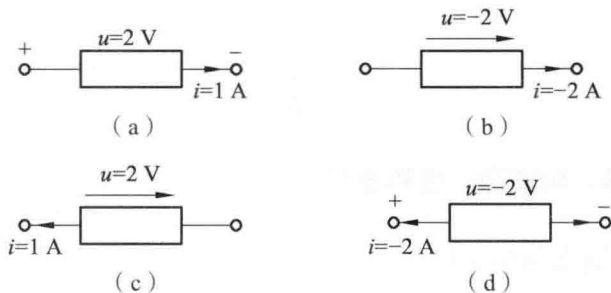 + u=2 V −
i=1 A
(a)
u=−2 V
i=−2 A
(b)
u=2 V
i=1 A
(c)
+ u=−2 V −
i=−2 A
(d)